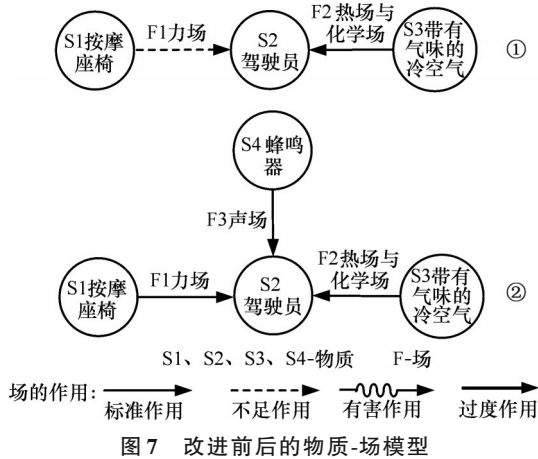 S1按摩
座椅
F1力场
S2
驾驶员
F2热场与
化学场
S3带有
气味的
冷空气
①
S4蜂鸣
器
F3声场
S1按摩
座椅
F1力场
S2
驾驶员
F2热场与
化学场
S3带有
气味的
冷空气
②
S1、S2、S3、S4-物质 F-场
场的作用:
标准作用 不足作用 有害作用 过度作用
图7 改进前后的物质-场模型